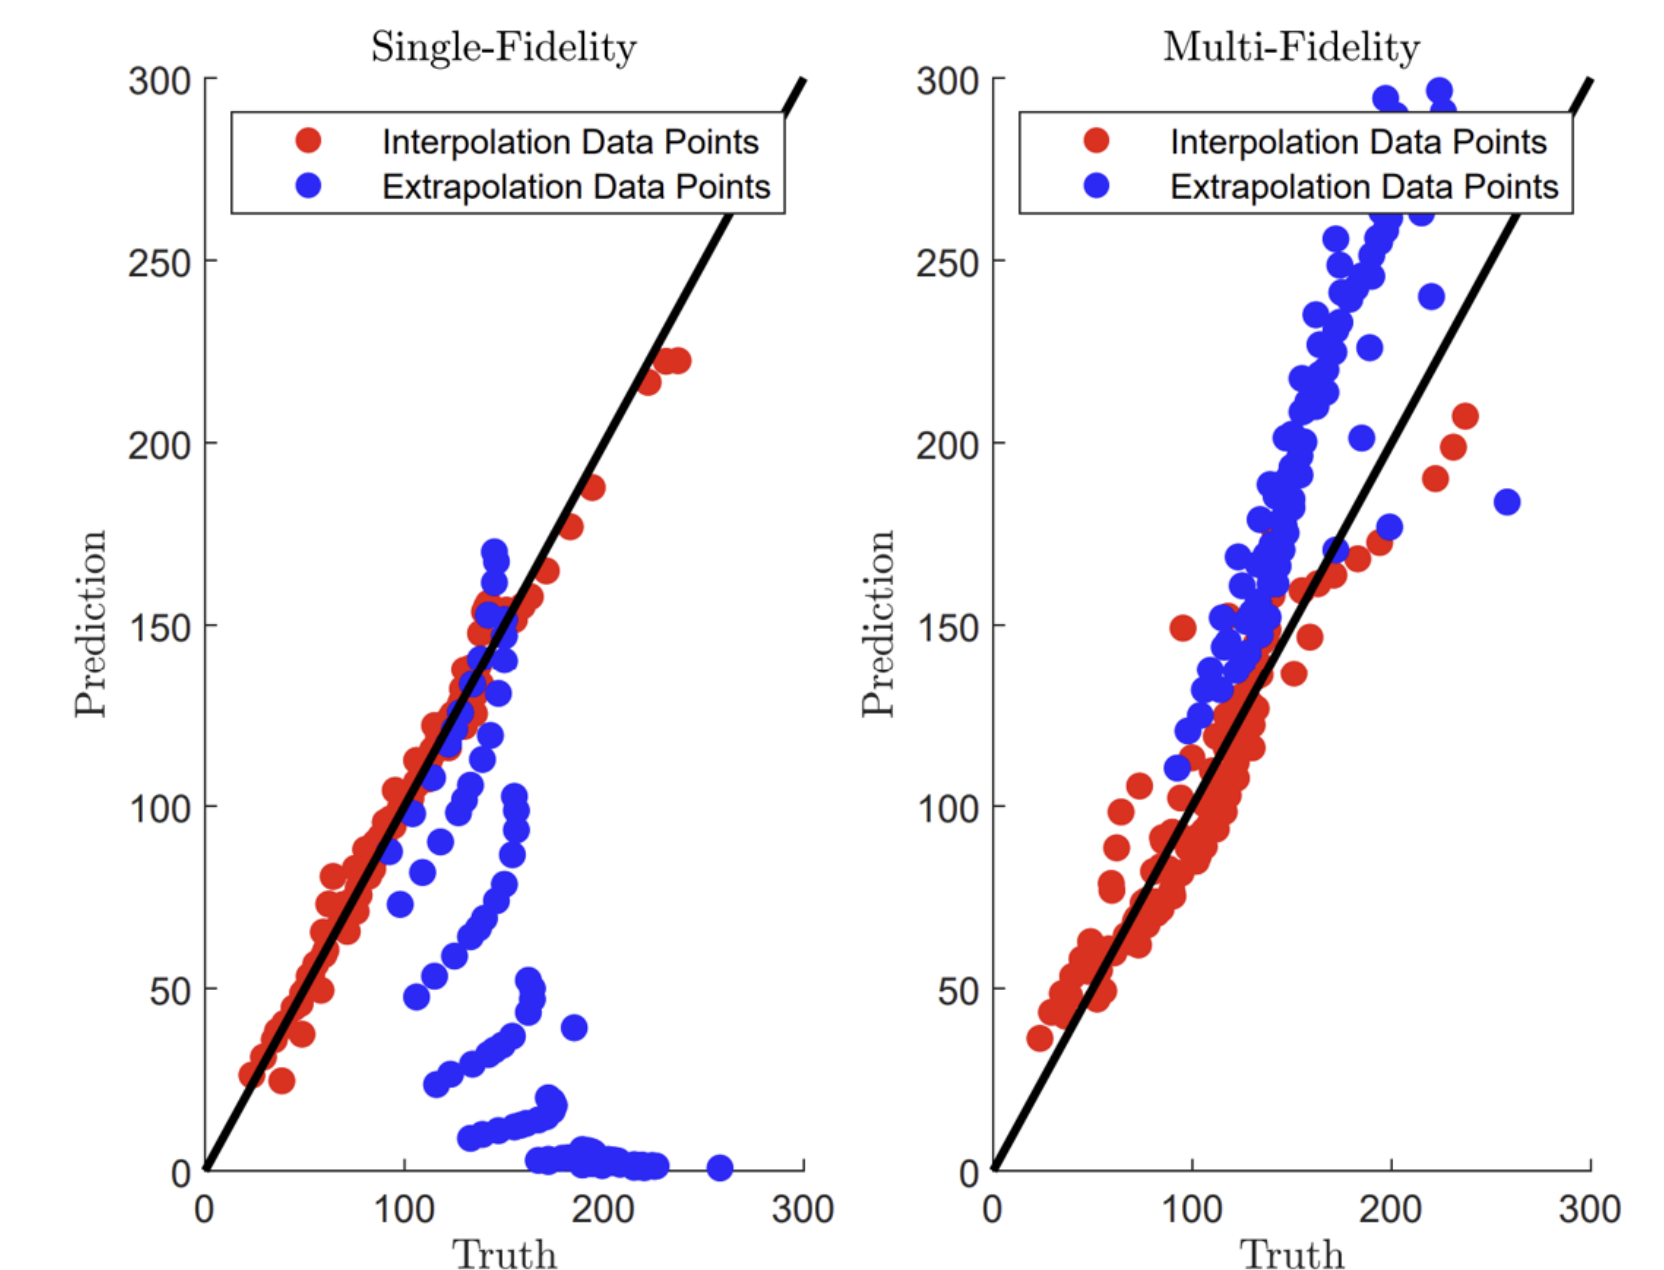 Single-Fidelity
300
250
200
150
100
50
0
Interpolation Data Points
Extrapolation Data Points
Prediction
0 100 200 300
Truth
Multi-Fidelity
300
250
200
150
100
50
0
Interpolation Data Points
Extrapolation Data Points
Prediction
0 100 200 300
Truth